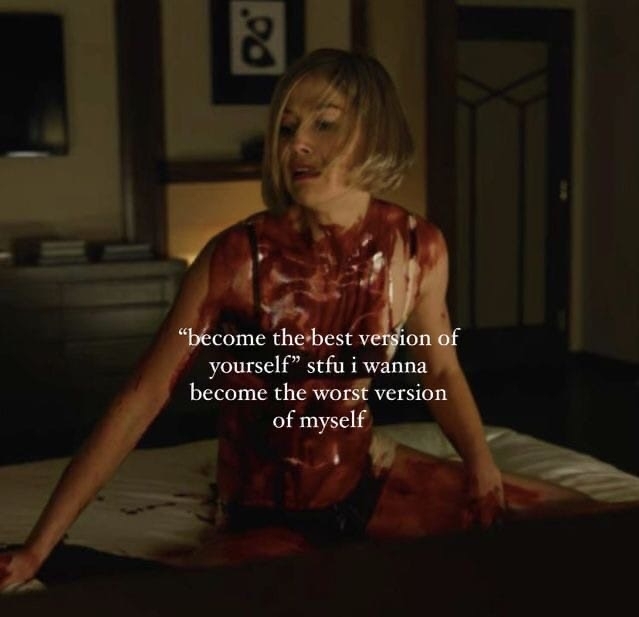 “become the best version of
yourself” stfu i wanna
become the worst version
of myself